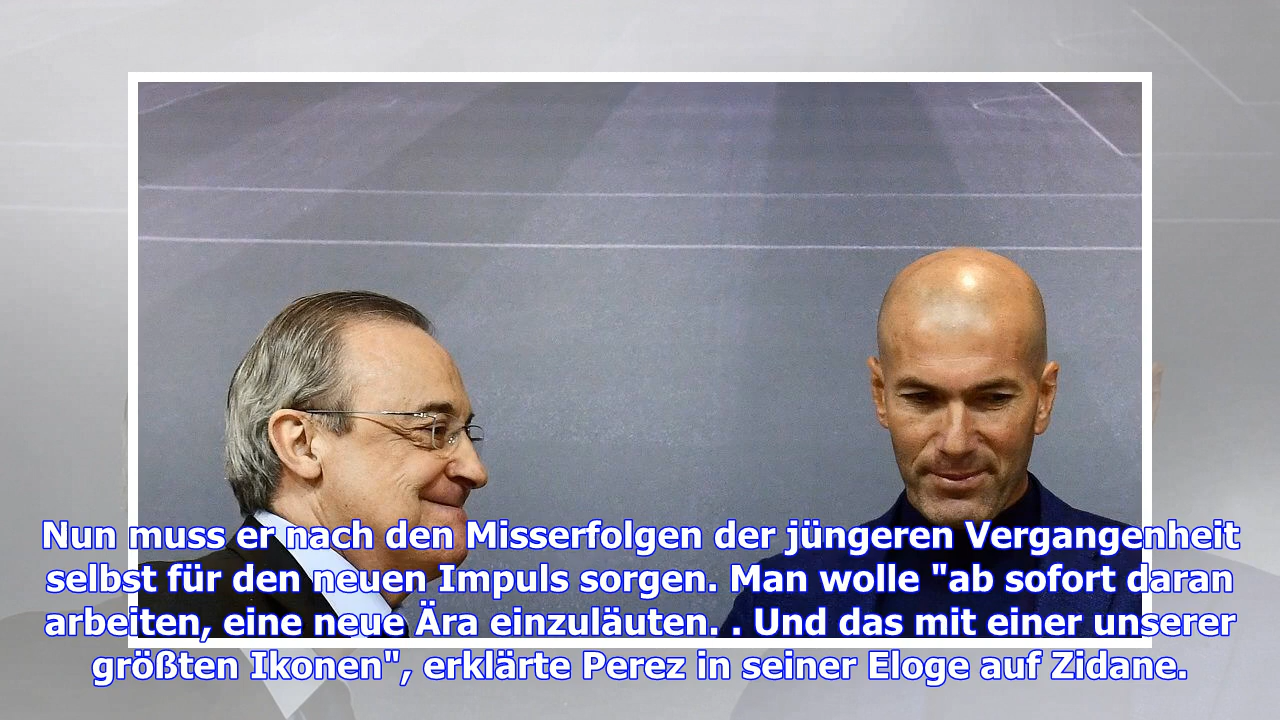 Nun muss er nach den Misserfolgen der jüngeren Vergangenheit
selbst für den neuen Impuls sorgen. Man wolle "ab sofort daran
arbeiten, eine neue Ära einzuläuten. . Und das mit einer unserer
größten Ikonen", erklärte Perez in seiner Eloge auf Zidane.